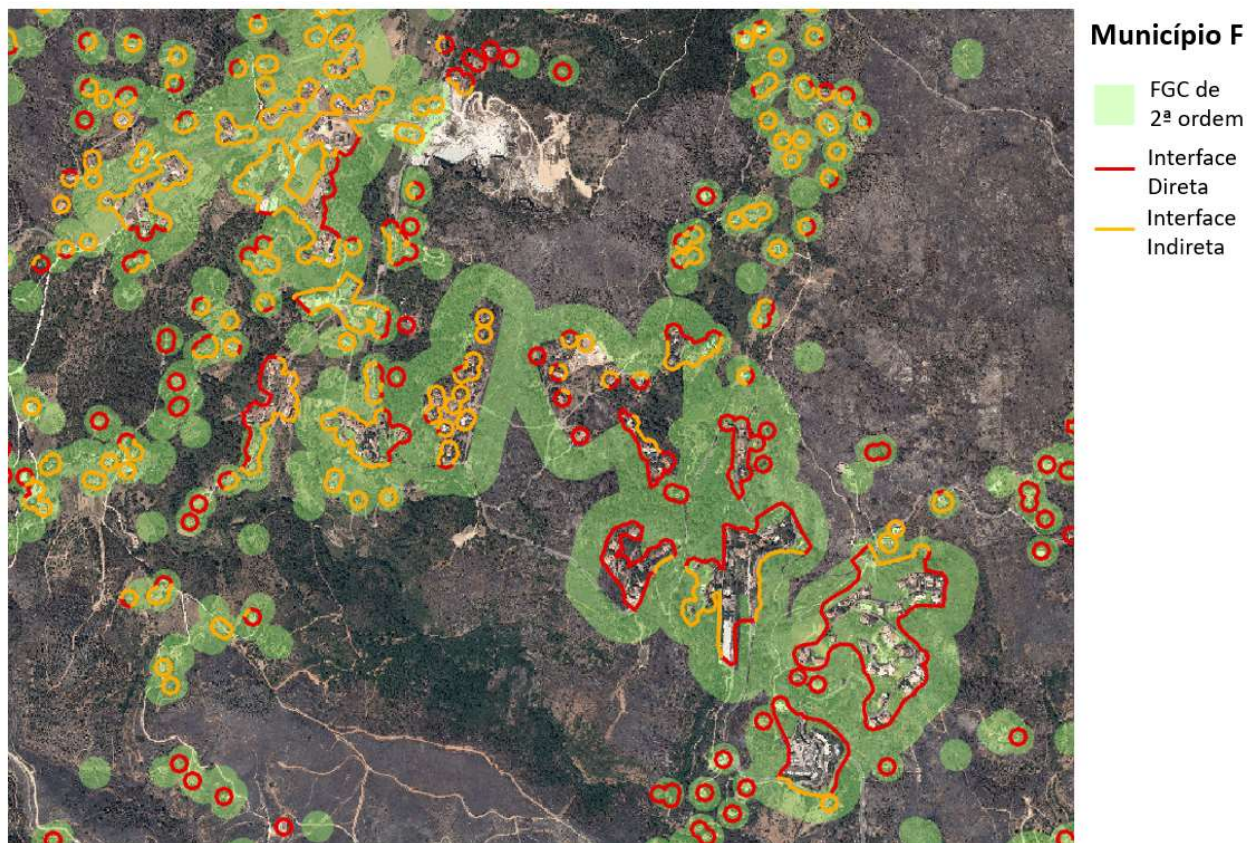 Município F
FGC de
2ª ordem
Interface
Direta
Interface
Indireta